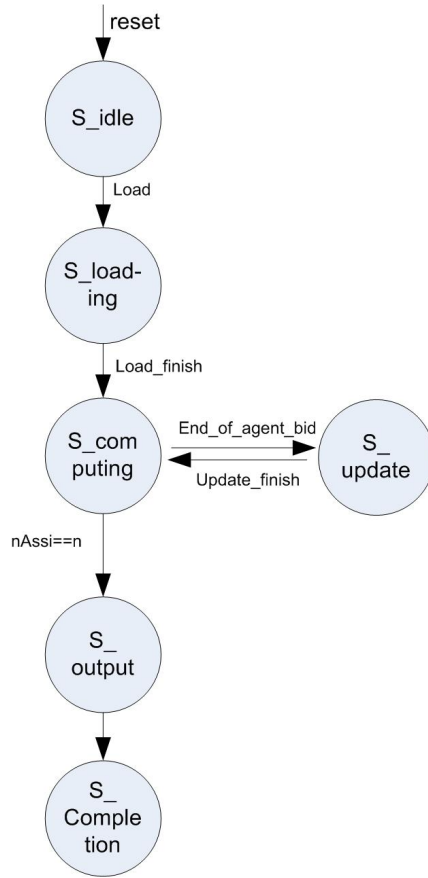 reset
S_idle
Load
S_load-
ing
Load_finish
S_com
puting
End_of_agent_bid
Update_finish
S_
update
nAssi==n
S_
output
S_
Comple
tion